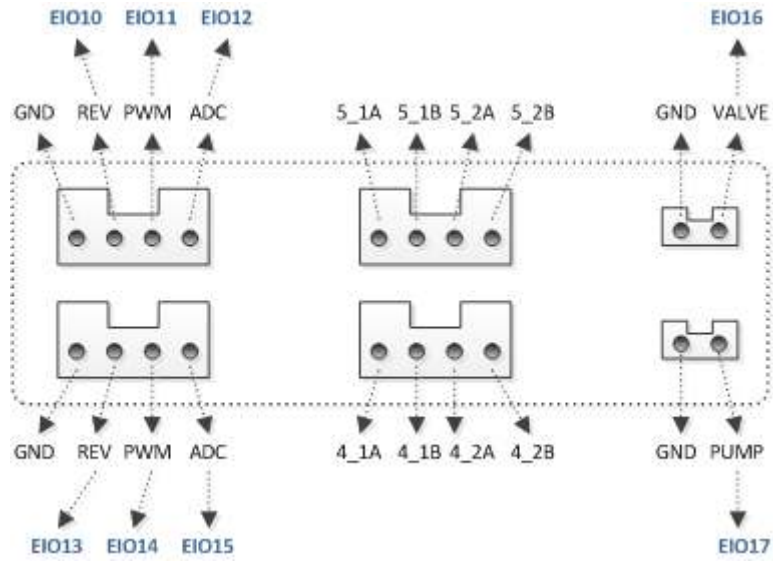 EIO10 EIO11 EIO12 EIO16
GND REV PWM ADC 5_1A 5_1B 5_2A 5_2B GND VALVE
GND REV PWM ADC 4_1A 4_1B 4_2A 4_2B GND PUMP
EIO13 EIO14 EIO15 EIO17